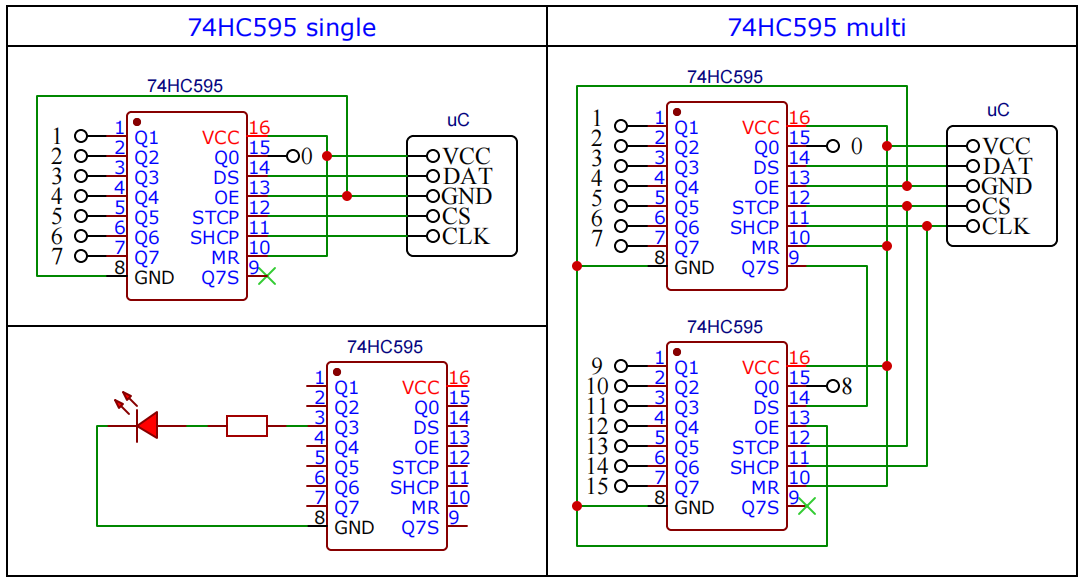 74HC595 single
74HC595
uC
1 1 Q1 VCC 16
2 2 Q2 Q0 15 0 VCC
3 3 Q3 DS 14 DAT
4 4 Q4 OE 13 GND
5 5 Q5 STCP 12 CS
6 6 Q6 SHCP 11 CLK
7 7 Q7 MR 10
8 GND Q7S 9
74HC595 multi
74HC595
uC
1 1 Q1 VCC 16
2 2 Q2 Q0 15 0 VCC
3 3 Q3 DS 14 DAT
4 4 Q4 OE 13 GND
5 5 Q5 STCP 12 CS
6 6 Q6 SHCP 11 CLK
7 7 Q7 MR 10
8 GND Q7S 9
74HC595
9 1 Q1 VCC 16
10 2 Q2 Q0 15 8
11 3 Q3 DS 14
12 4 Q4 OE 13
13 5 Q5 STCP 12
14 6 Q6 SHCP 11
15 7 Q7 MR 10
8 GND Q7S 9
74HC595
1 Q1 VCC 16
2 Q2 Q0 15
3 Q3 DS 14
4 Q4 OE 13
5 Q5 STCP 12
6 Q6 SHCP 11
7 Q7 MR 10
8 GND Q7S 9